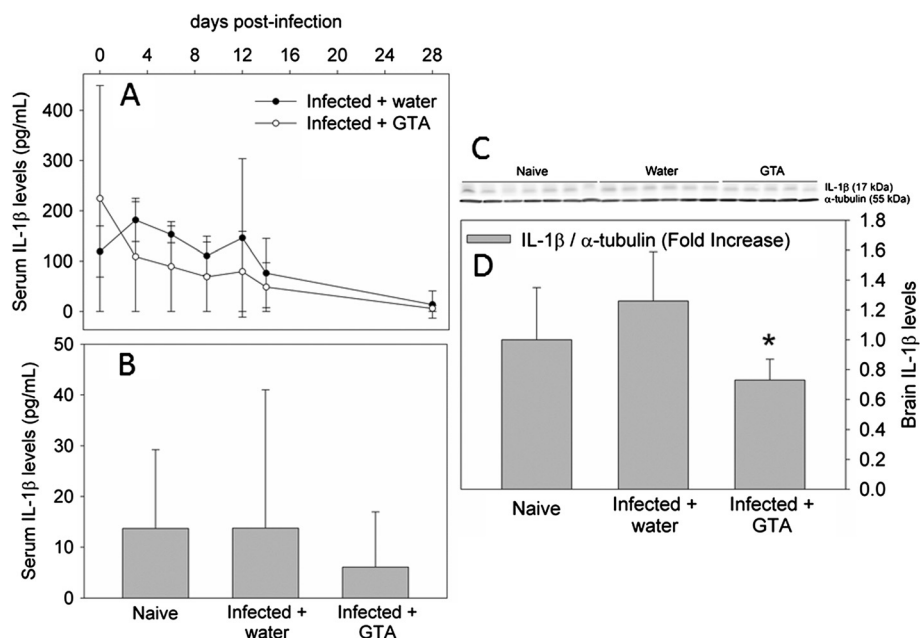 days post-infection
0 4 8 12 16 20 24 28
A
Infected + water
Infected + GTA
Serum IL-1β levels (pg/mL)
400
300
200
100
0
B
Serum IL-1β levels (pg/mL)
50
40
30
20
10
0
Naive
Infected +
water
Infected +
GTA
C
Naive Water GTA
IL-1β (17 kDa)
α-tubulin (55 kDa)
D
IL-1β / α-tubulin (Fold Increase)
*
1.8
1.6
1.4
1.2
1.0
0.8
0.6
0.4
0.2
0.0
Brain IL-1β levels
Naive
Infected +
water
Infected +
GTA